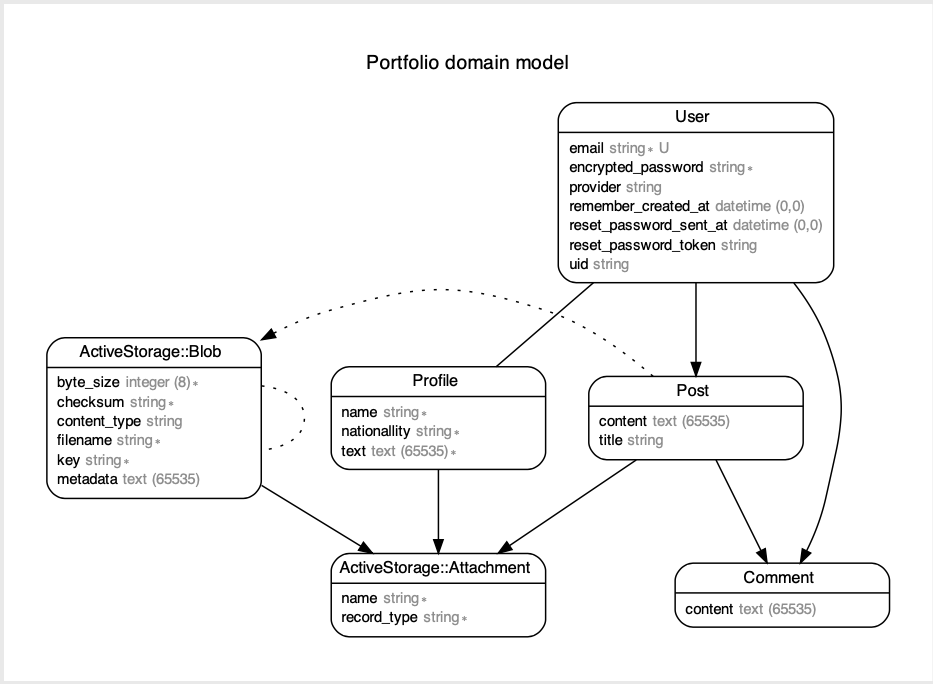 Portfolio domain model
User
email string∗ U
encrypted_password string∗
provider string
remember_created_at datetime (0,0)
reset_password_sent_at datetime (0,0)
reset_password_token string
uid string
ActiveStorage::Blob
byte_size integer (8)∗
checksum string∗
content_type string
filename string∗
key string∗
metadata text (65535)
Profile
name string∗
nationallity string∗
text text (65535)∗
Post
content text (65535)
title string
ActiveStorage::Attachment
name string∗
record_type string∗
Comment
content text (65535)